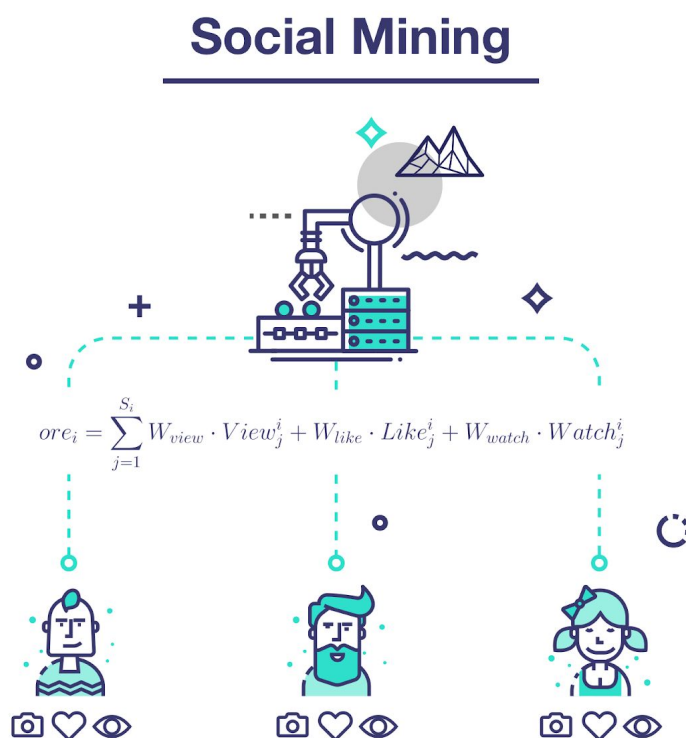 Social Mining
$ore_i = \sum_{j=1}^{S_i} W_{view} \cdot View_j^i + W_{like} \cdot Like_j^i + W_{watch} \cdot Watch_j^i$